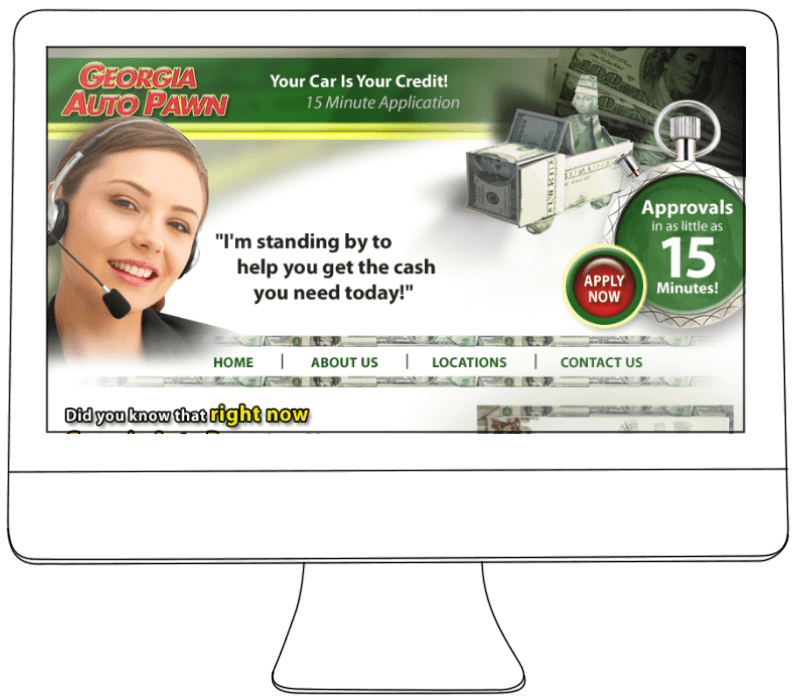 GEORGIA
AUTO PAWN
Your Car Is Your Credit!
15 Minute Application
"I'm standing by to
help you get the cash
you need today!"
Approvals
in as little as
15
Minutes!
APPLY
NOW
HOME | ABOUT US | LOCATIONS | CONTACT US
Did you know that right now